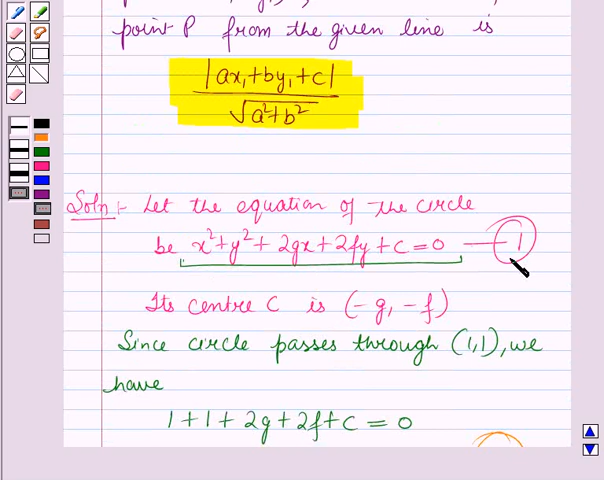 point P from the given line is
|ax₁+by₁+c|
√a²+b²
Soln:- Let the equation of the circle
be x²+y²+2gx+2fy+c=0 — 1
Its centre C is (-g, -f)
Since circle passes through (1,1), we
have
1+1+2g+2f+c=0